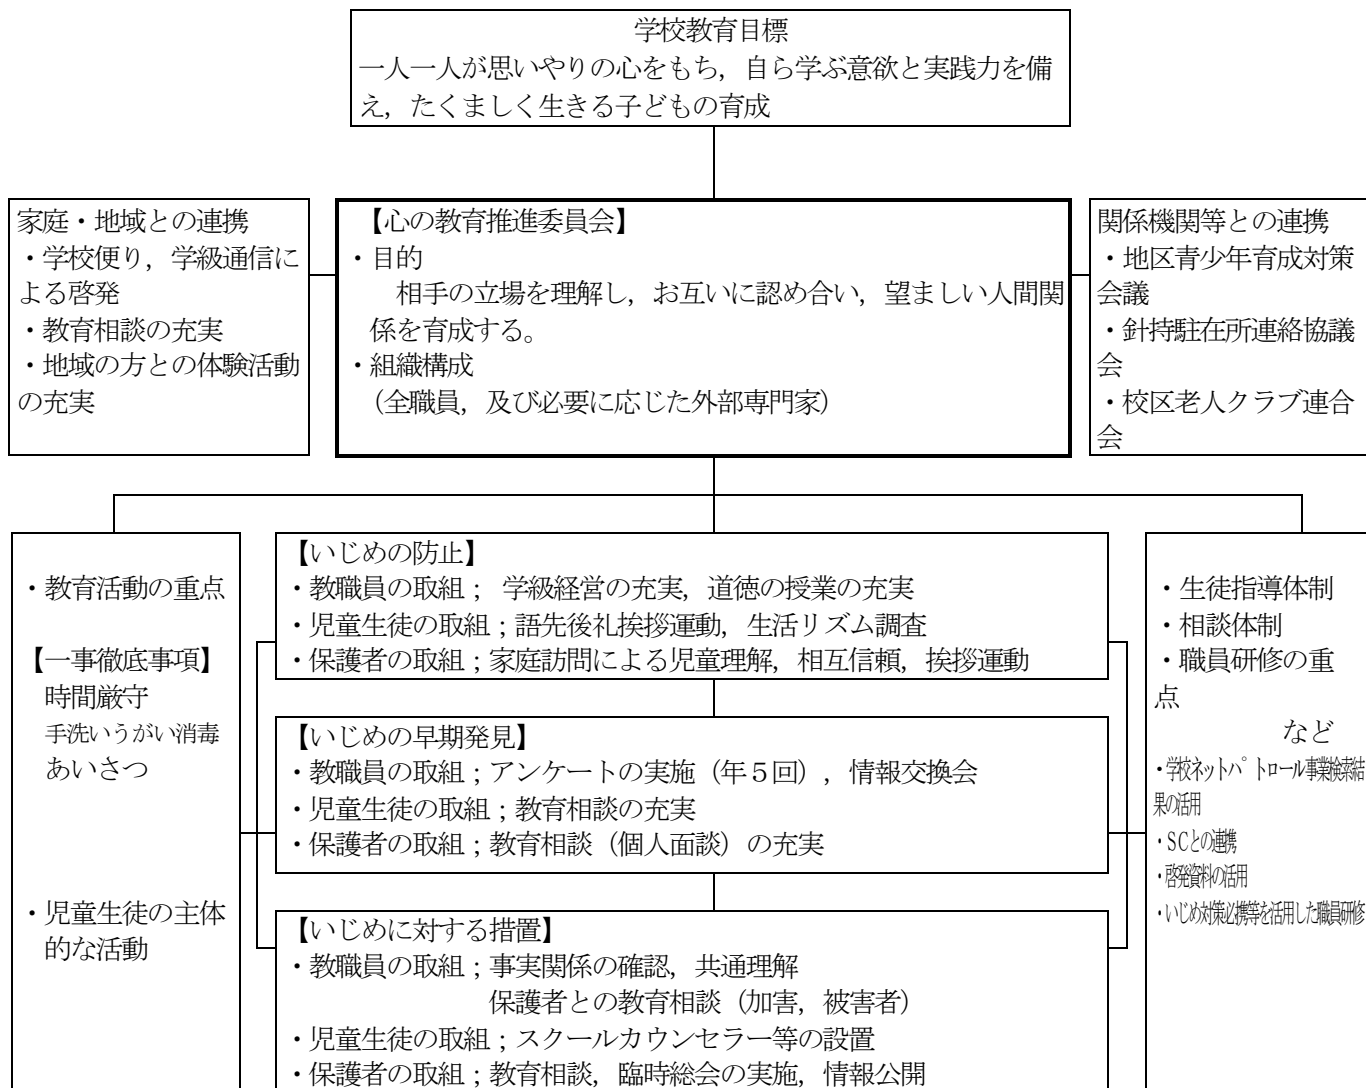 学校教育目標
一人一人が思いやりの心をもち，自ら学ぶ意欲と実践力を備
え，たくましく生きる子どもの育成
家庭・地域との連携
・学校便り，学級通信に
よる啓発
・教育相談の充実
・地域の方との体験活動
の充実
【心の教育推進委員会】
・目的
相手の立場を理解し，お互いに認め合い，望ましい人間関
係を育成する。
・組織構成
（全職員，及び必要に応じた外部専門家）
関係機関等との連携
・地区青少年育成対策
会議
・針持駐在所連絡協議
会
・校区老人クラブ連合
会
・教育活動の重点
【一事徹底事項】
時間厳守
手洗いうがい消毒
あいさつ
・児童生徒の主体
的な活動
【いじめの防止】
・教職員の取組； 学級経営の充実，道徳の授業の充実
・児童生徒の取組；語先後礼挨拶運動，生活リズム調査
・保護者の取組；家庭訪問による児童理解，相互信頼，挨拶運動
【いじめの早期発見】
・教職員の取組；アンケートの実施（年５回），情報交換会
・児童生徒の取組；教育相談の充実
・保護者の取組；教育相談（個人面談）の充実
【いじめに対する措置】
・教職員の取組；事実関係の確認，共通理解
保護者との教育相談（加害，被害者）
・児童生徒の取組；スクールカウンセラー等の設置
・保護者の取組；教育相談，臨時総会の実施，情報公開
・生徒指導体制
・相談体制
・職員研修の重
点
など
・学校ネットパトロール事業検索結
果の活用
・SCとの連携
・啓発資料の活用
・いじめ対策必携等を活用した職員研修